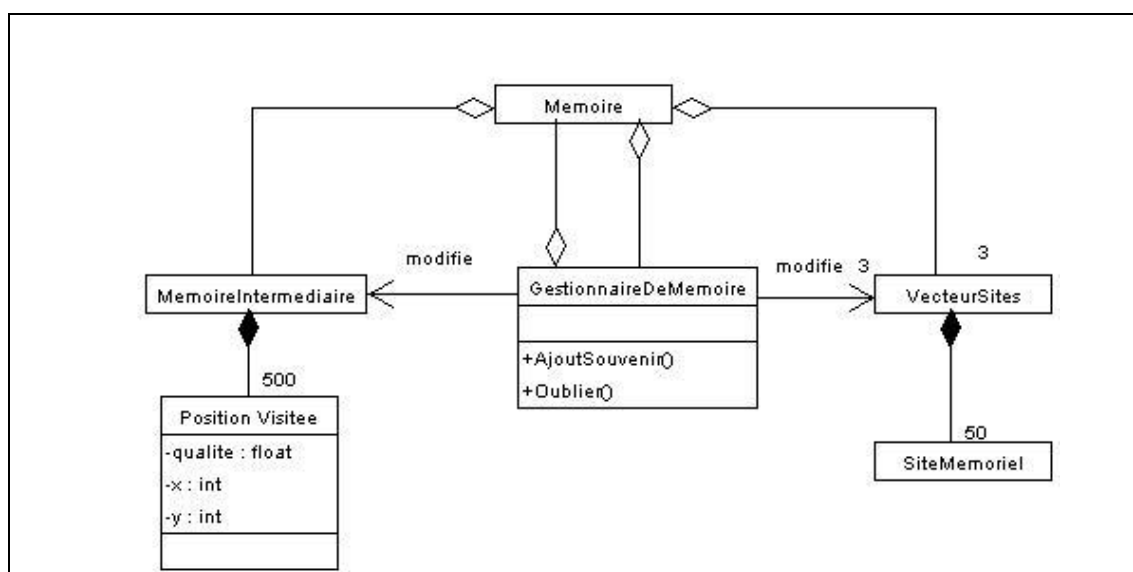 Memoire
modifie
modifie 3
3
MemoireIntermediaire
GestionnaireDeMemoire
VecteurSites
+AjoutSouvenir()
+Oublier()
500
Position Visitee
-qualite : float
-x : int
-y : int
50
SiteMemoriel